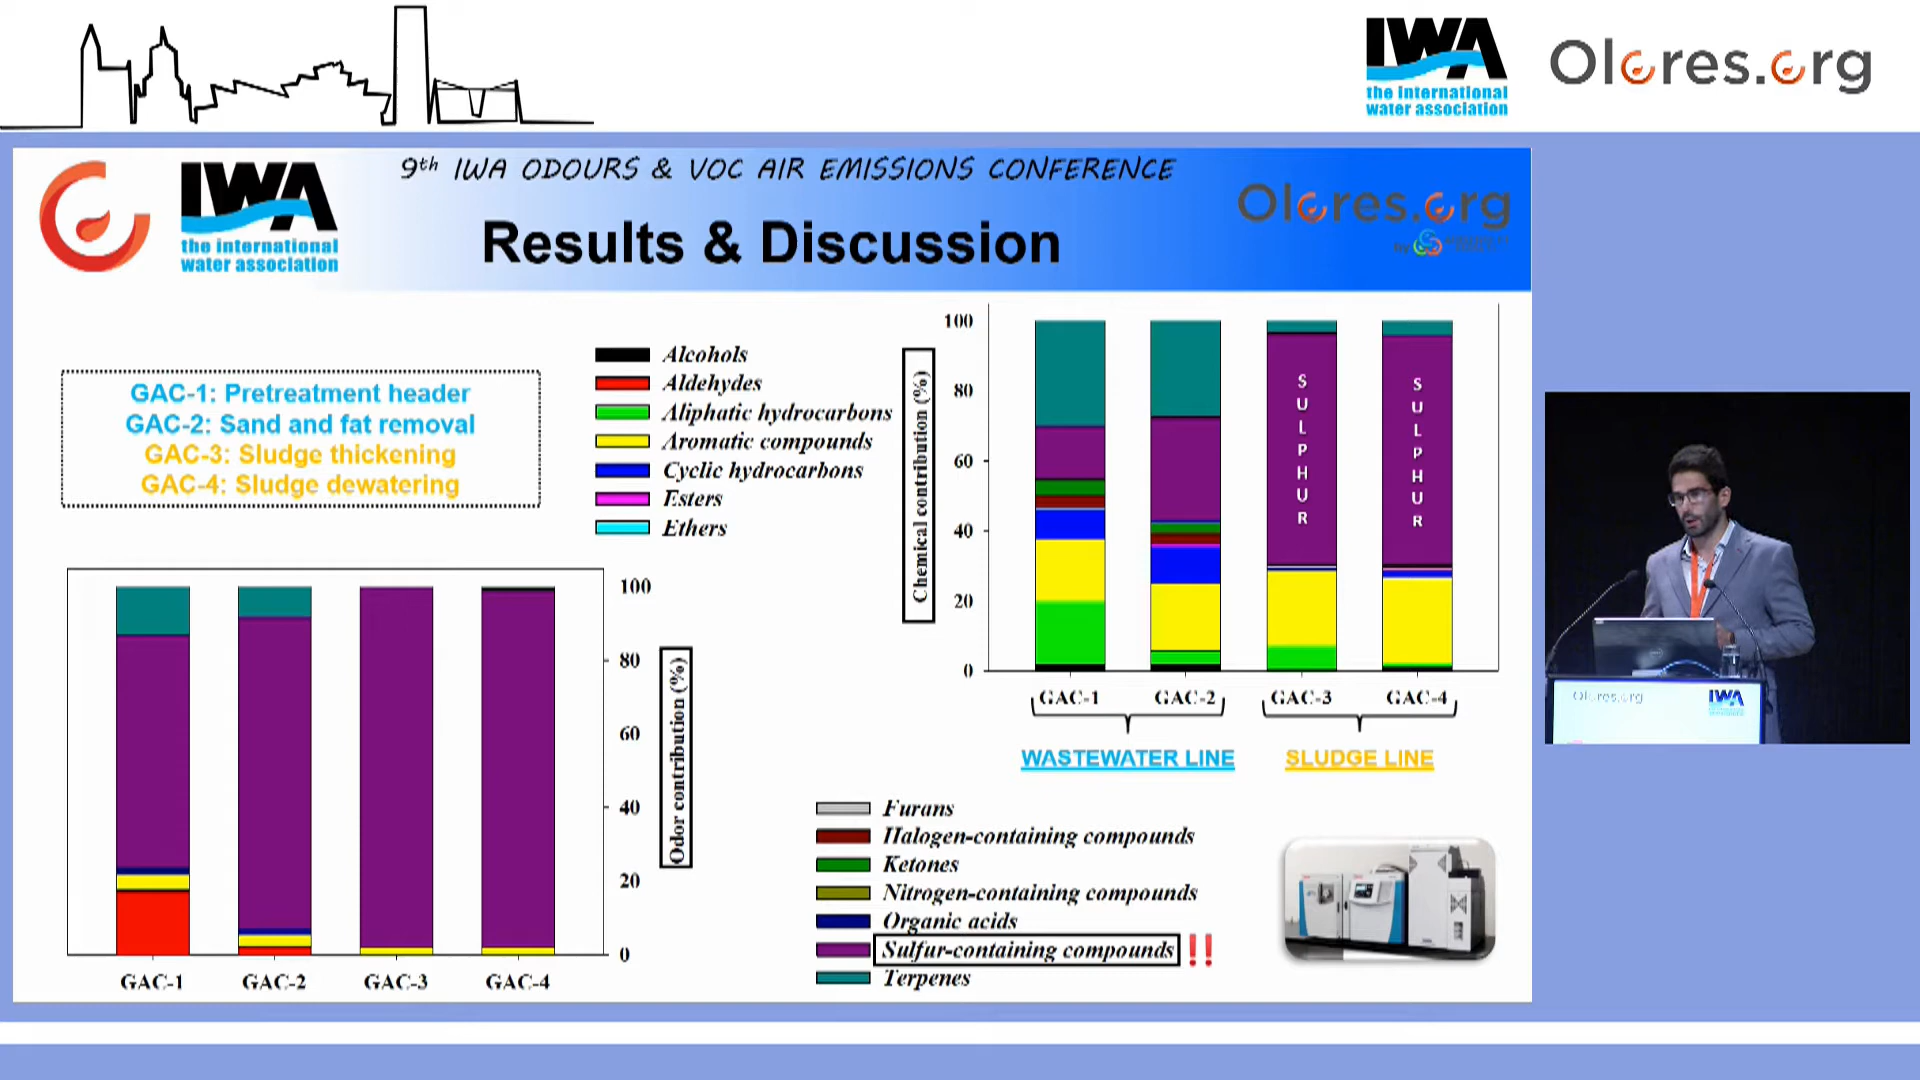 IWA
the international
water association
Olores.org
IWA
the international
water association
9th IWA ODOURS & VOC AIR EMISSIONS CONFERENCE
Results & Discussion
Olores.org
by
GAC-1: Pretreatment header
GAC-2: Sand and fat removal
GAC-3: Sludge thickening
GAC-4: Sludge dewatering
Alcohols
Aldehydes
Aliphatic hydrocarbons
Aromatic compounds
Cyclic hydrocarbons
Esters
Ethers
Chemical contribution (%)
100
80
60
40
20
0
SULPHUR
SULPHUR
GAC-1 GAC-2 GAC-3 GAC-4
WASTEWATER LINE
SLUDGE LINE
100
80
60
40
20
0
Odor contribution (%)
GAC-1 GAC-2 GAC-3 GAC-4
Furans
Halogen-containing compounds
Ketones
Nitrogen-containing compounds
Organic acids
Sulfur-containing compounds !!
Terpenes
Olores.org
IWA